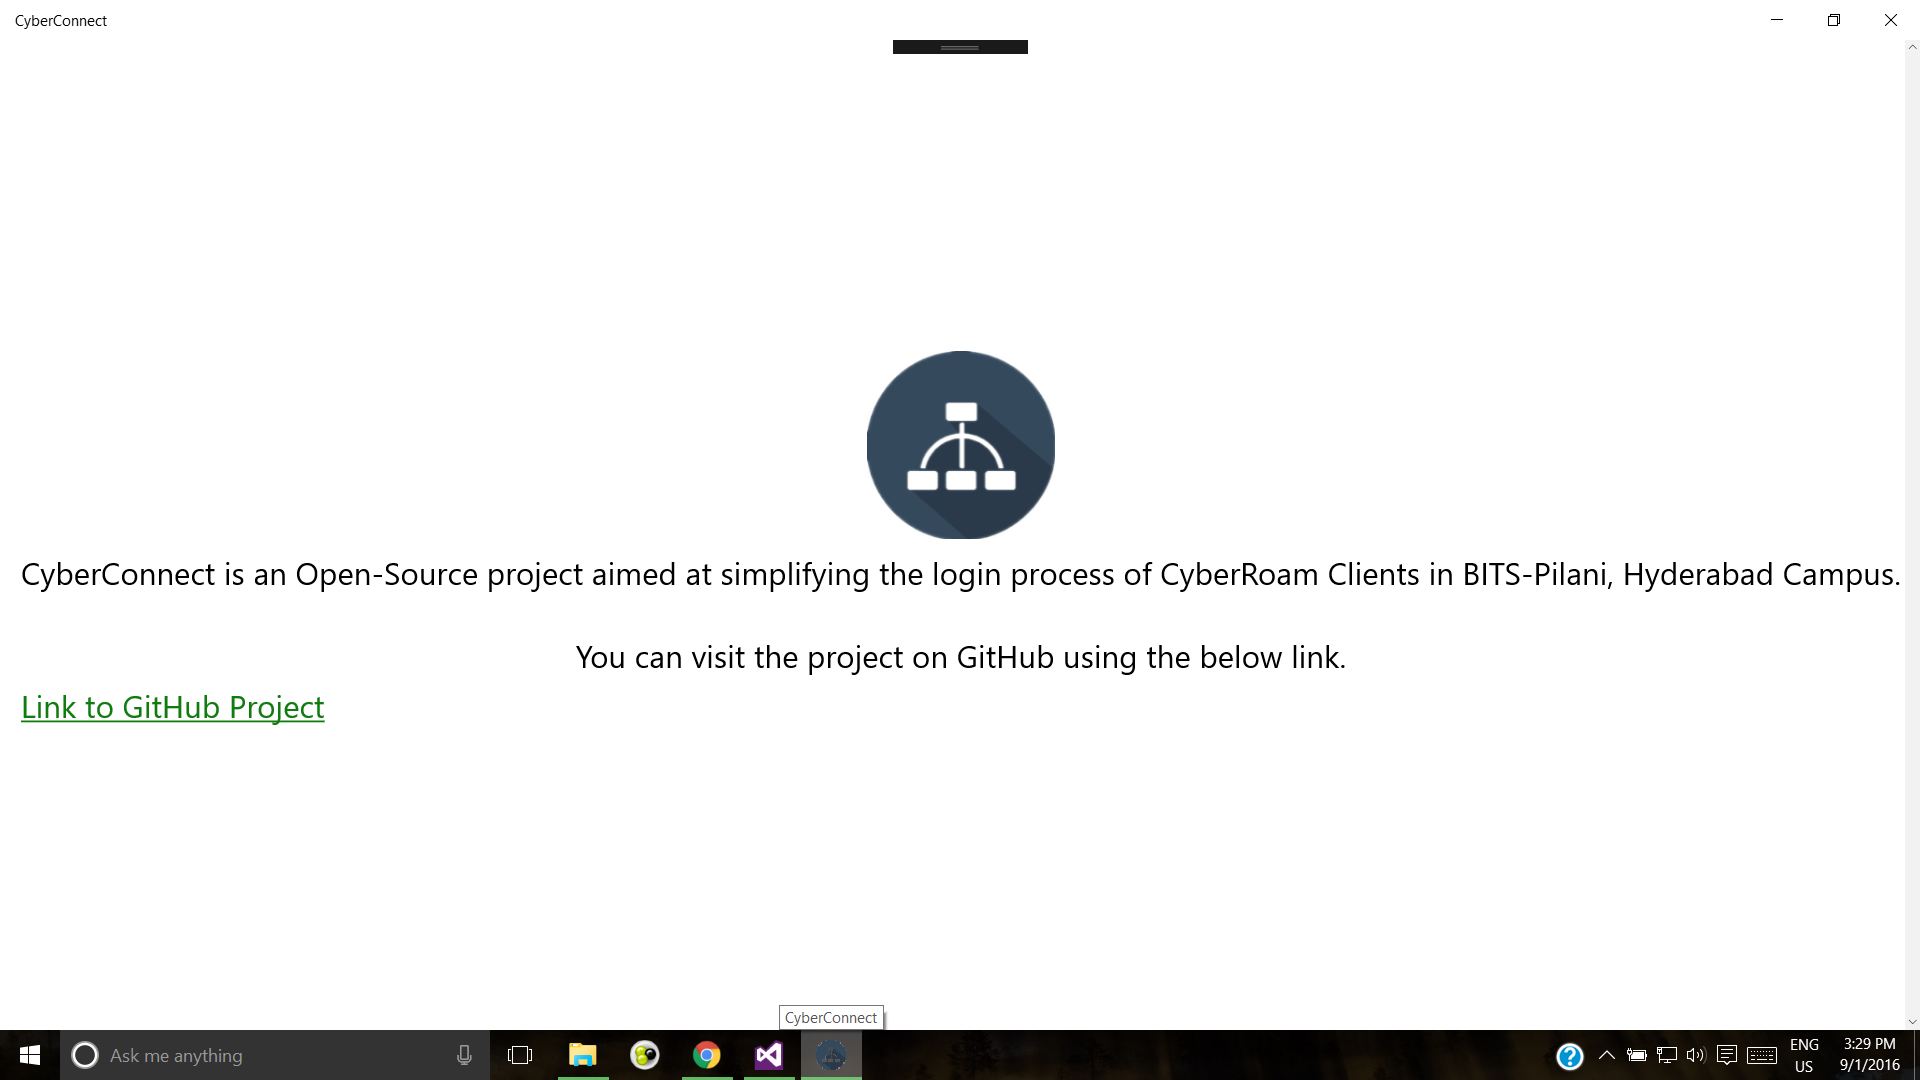 CyberConnect
CyberConnect is an Open-Source project aimed at simplifying the login process of CyberRoam Clients in BITS-Pilani, Hyderabad Campus.
You can visit the project on GitHub using the below link.
Link to GitHub Project
CyberConnect
Ask me anything
ENG
US
3:29 PM
9/1/2016